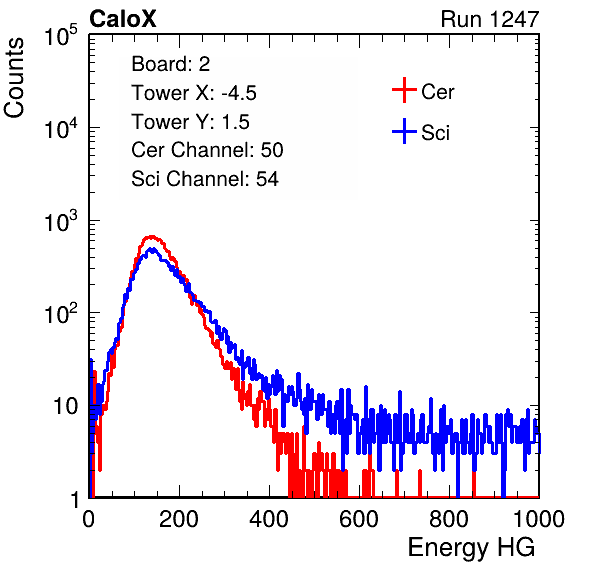 CaloX
Run 1247
Counts
10^5
10^4
10^3
10^2
10
1
Board: 2
Tower X: -4.5
Tower Y: 1.5
Cer Channel: 50
Sci Channel: 54
Cer
Sci
0 200 400 600 800 1000
Energy HG